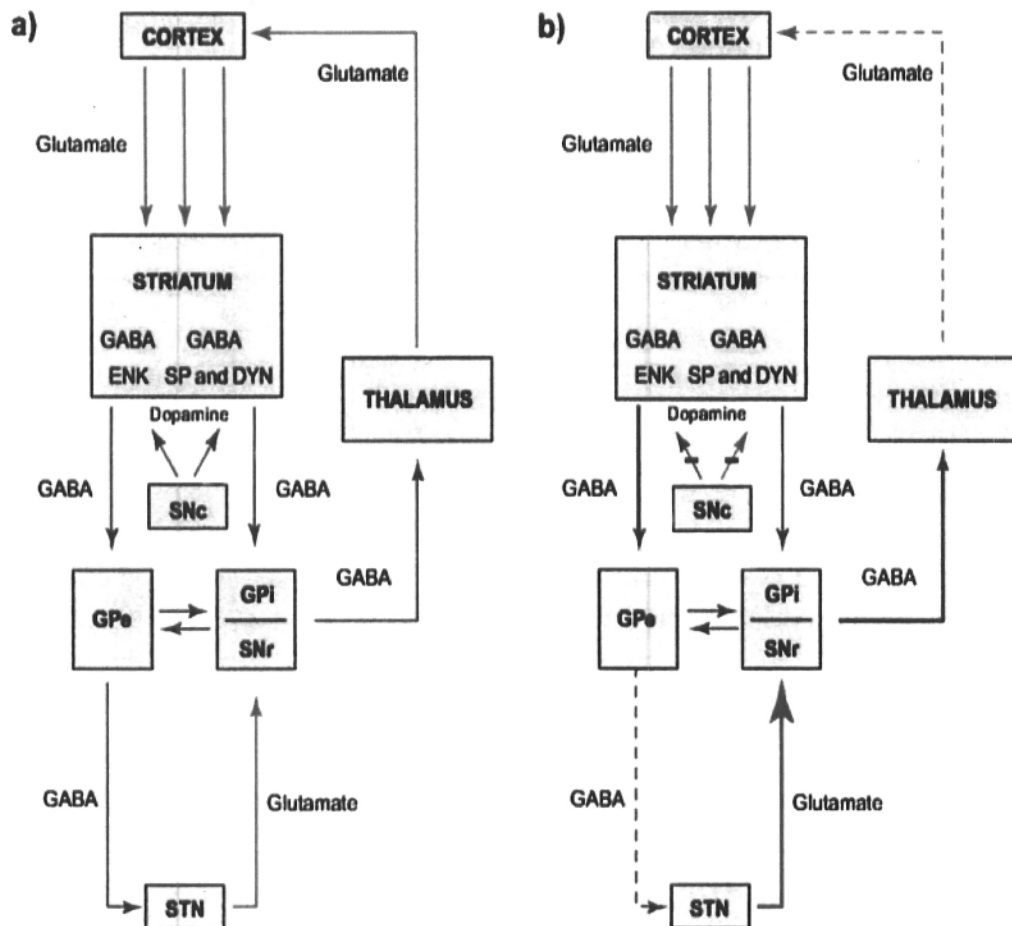 a)
CORTEX
Glutamate
Glutamate
STRIATUM
GABA GABA
ENK SP and DYN
THALAMUS
Dopamine
GABA
SNc
GABA
GABA
GPe
GPi
SNr
GABA
Glutamate
STN
b)
CORTEX
Glutamate
Glutamate
STRIATUM
GABA GABA
ENK SP and DYN
THALAMUS
Dopamine
GABA
SNc
GABA
GABA
GPe
GPi
SNr
GABA
Glutamate
STN